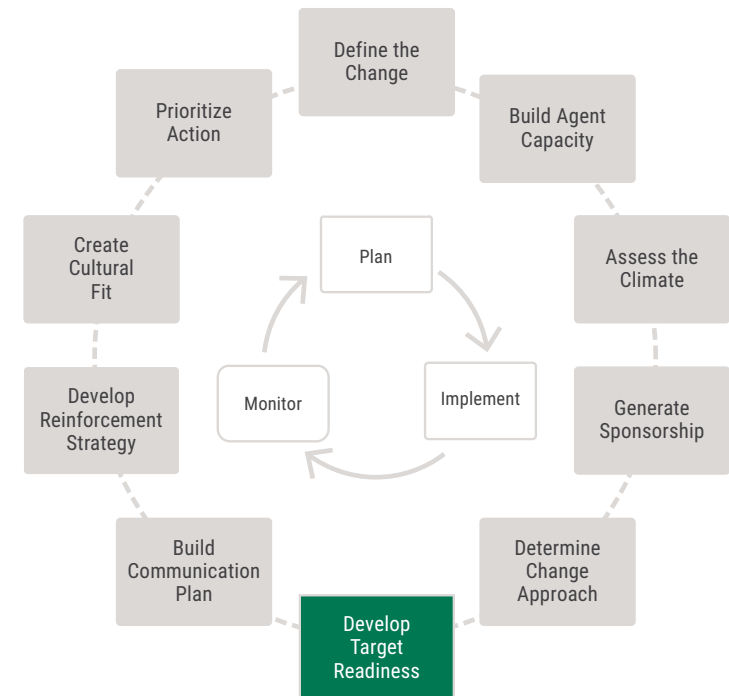 Define the
Change
Build Agent
Capacity
Assess the
Climate
Generate
Sponsorship
Determine
Change
Approach
Develop
Target
Readiness
Build
Communication
Plan
Develop
Reinforcement
Strategy
Create
Cultural
Fit
Prioritize
Action
Plan
Implement
Monitor